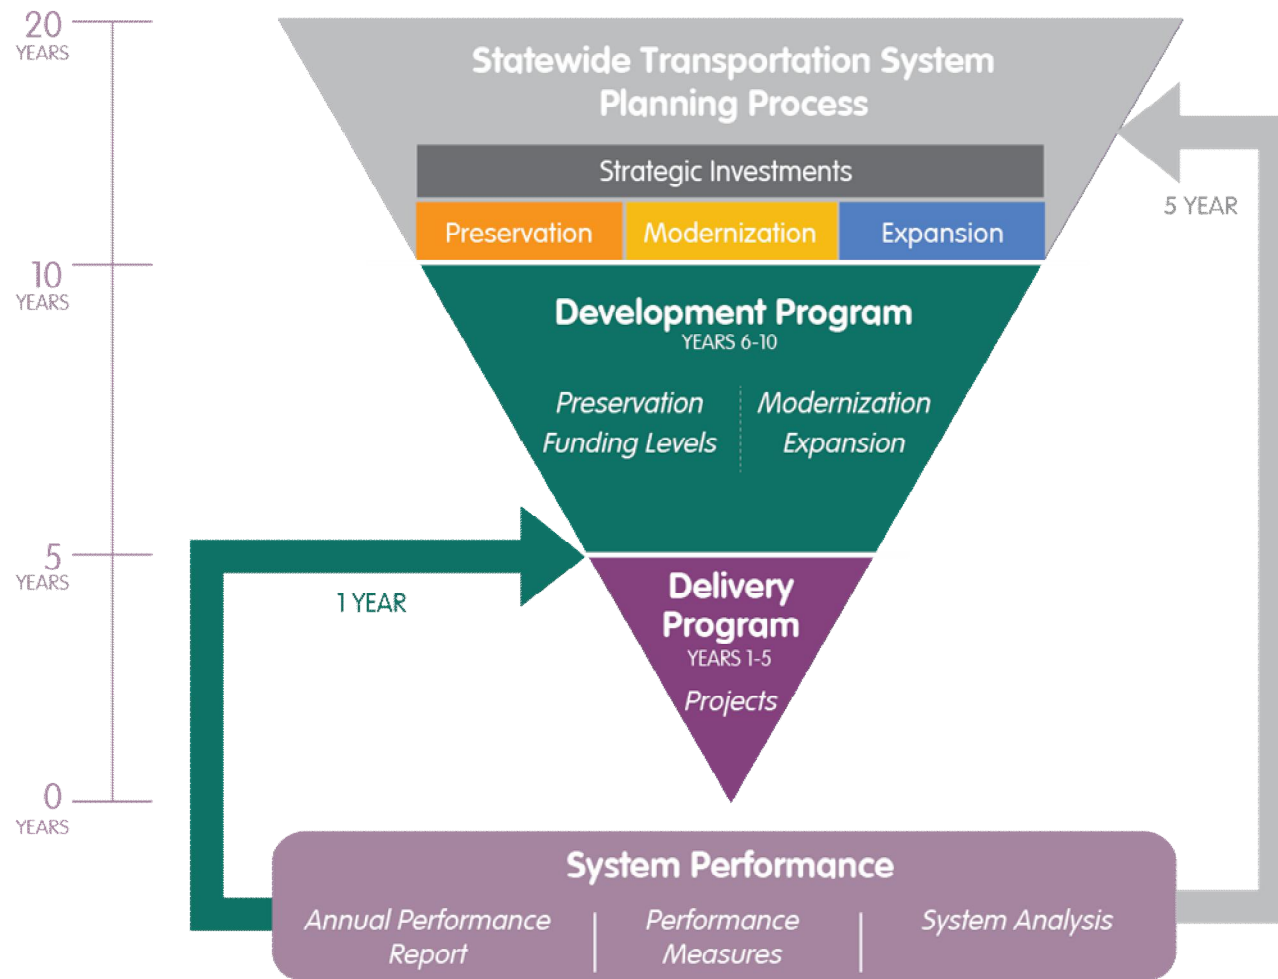 20
YEARS
Statewide Transportation System
Planning Process
Strategic Investments
Preservation
Modernization
Expansion
5 YEAR
10
YEARS
Development Program
YEARS 6-10
Preservation
Funding Levels
Modernization
Expansion
5
YEARS
1 YEAR
Delivery
Program
YEARS 1-5
Projects
0
YEARS
System Performance
Annual Performance
Report
Performance
Measures
System Analysis